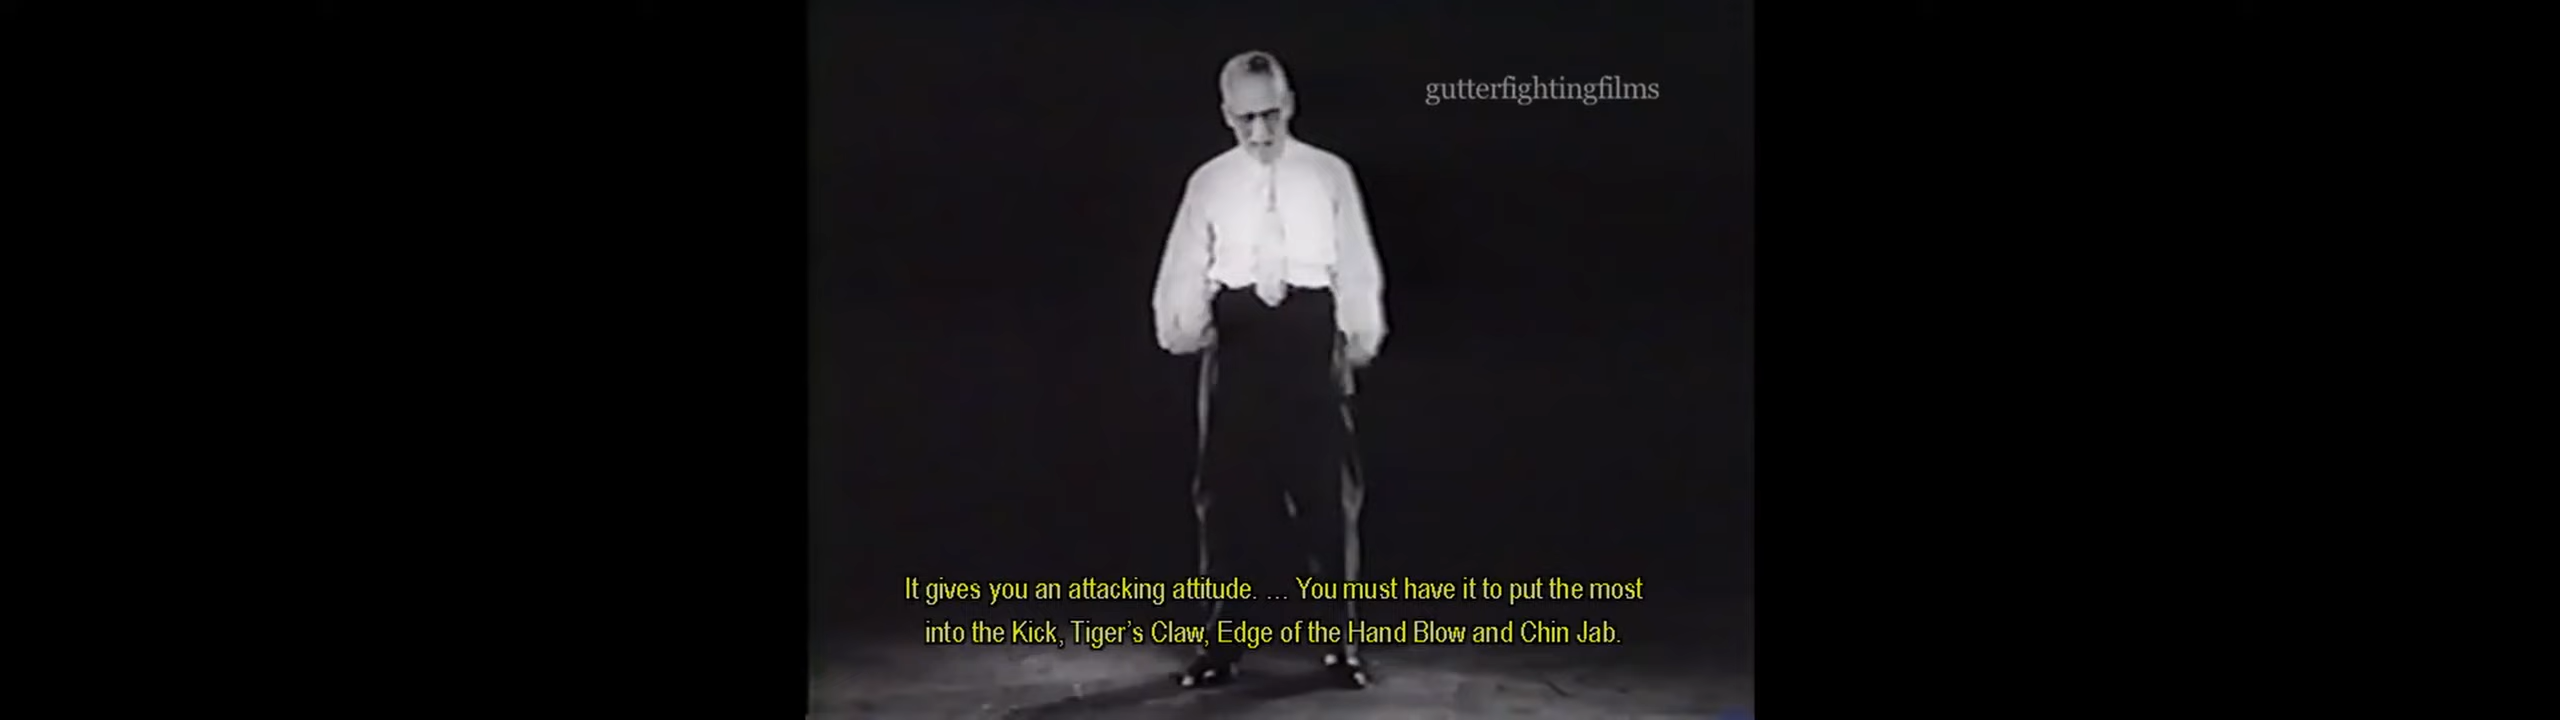 gutterfightingfilms
It gives you an attacking attitude. ... You must have it to put the most
into the Kick, Tiger's Claw, Edge of the Hand Blow and Chin Jab.